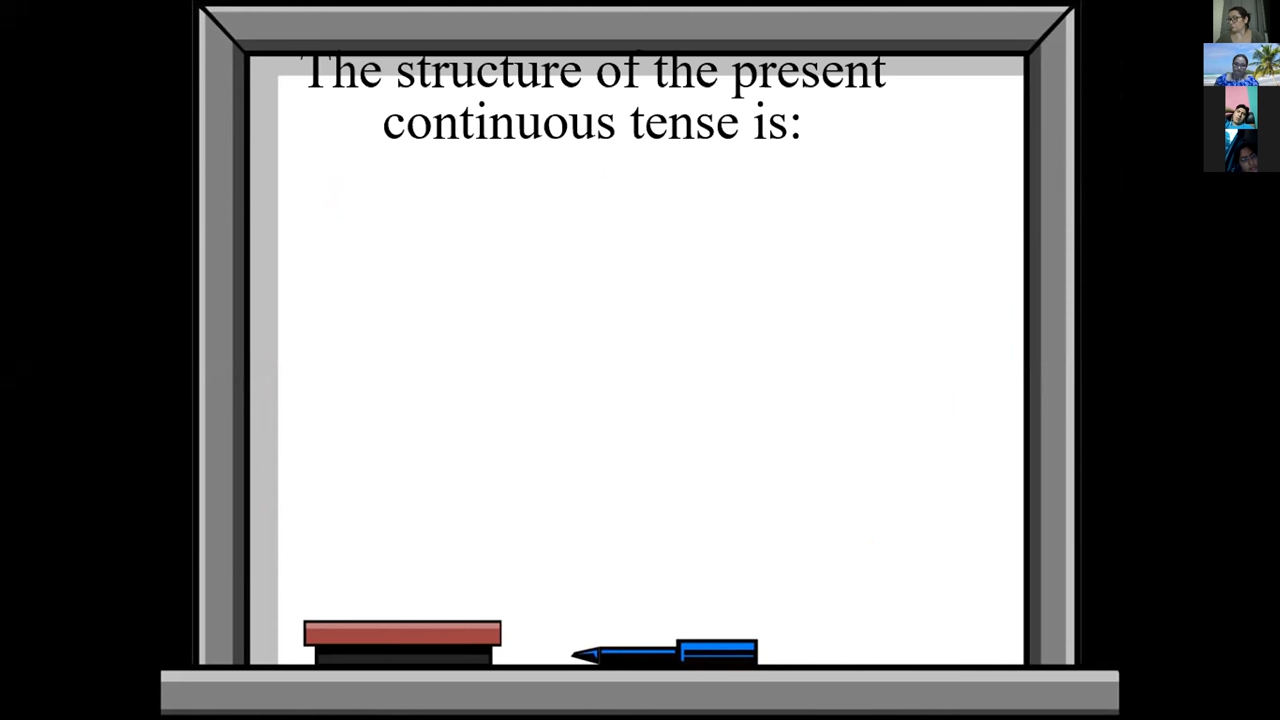 The structure of the present
continuous tense is: